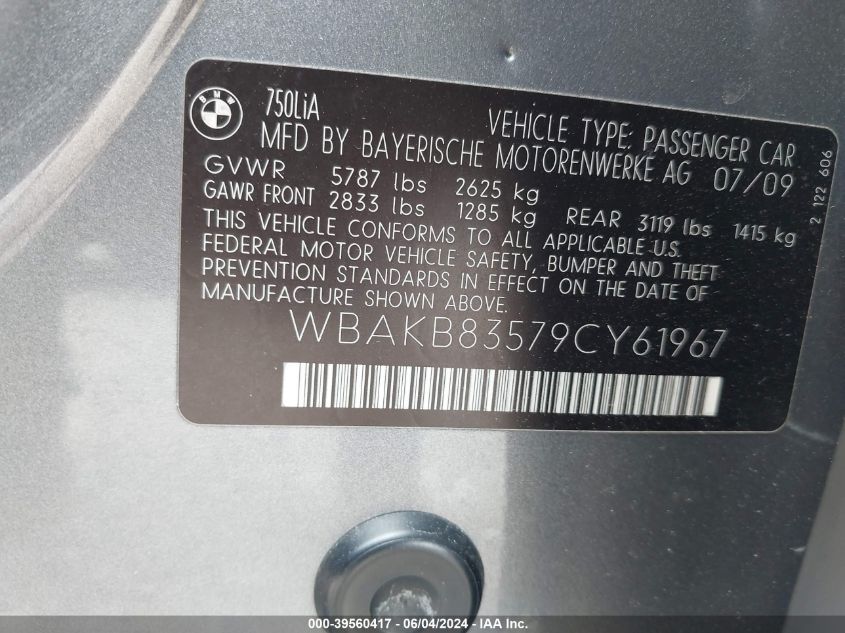 BMW
750LiA
VEHICLE TYPE: PASSENGER CAR
MFD BY BAYERISCHE MOTORENWERKE AG 07/09
GVWR 5787 lbs 2625 kg
GAWR FRONT 2833 lbs 1285 kg REAR 3119 lbs 1415 kg
THIS VEHICLE CONFORMS TO ALL APPLICABLE U.S.
FEDERAL MOTOR VEHICLE SAFETY, BUMPER AND THEFT
PREVENTION STANDARDS IN EFFECT ON THE DATE OF
MANUFACTURE SHOWN ABOVE.
WBAKB83579CY61967
2 122 606
000-39560417 - 06/04/2024 - IAAI.com